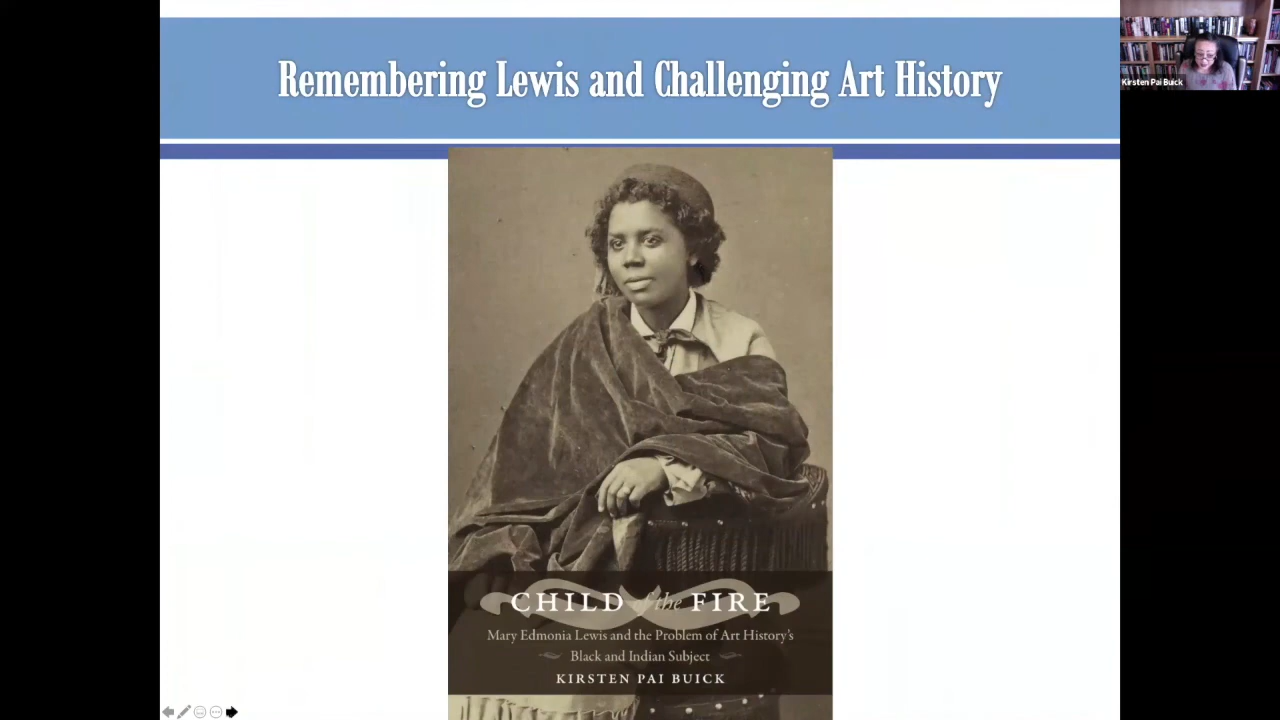 Remembering Lewis and Challenging Art History
Kirsten Pai Buick
CHILD of the FIRE
Mary Edmonia Lewis and the Problem of Art History's
Black and Indian Subject
KIRSTEN PAI BUICK